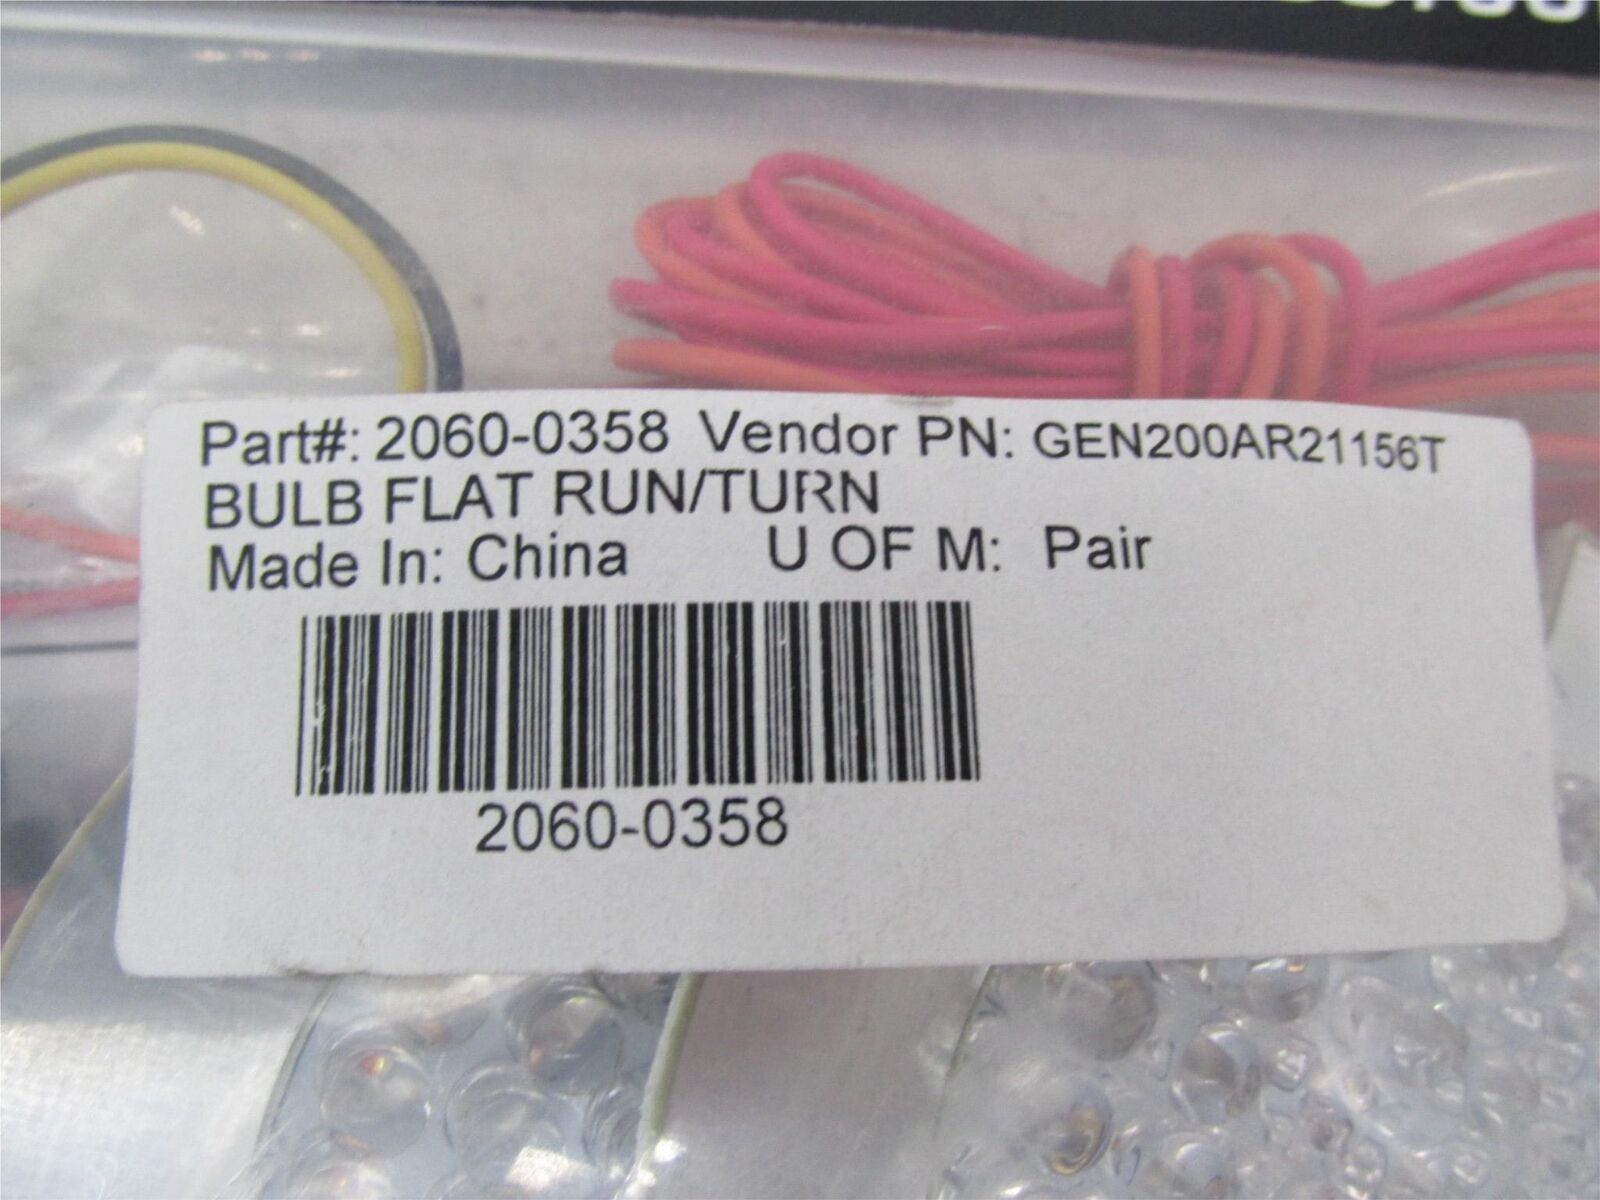 Part#: 2060-0358 Vendor PN: GEN200AR21156T
BULB FLAT RUN/TURN
Made In: China U OF M: Pair
2060-0358